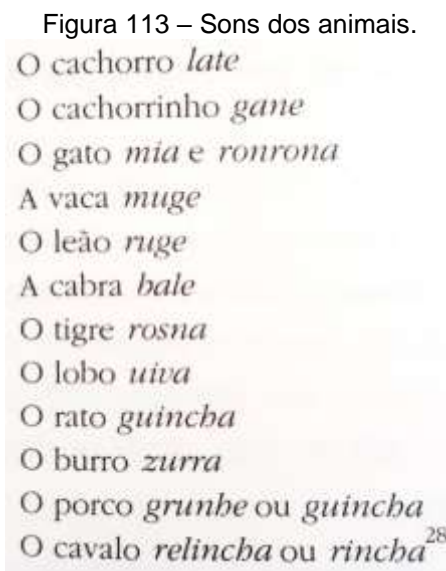 Figura 113 – Sons dos animais.
O cachorro late
O cachorrinho gane
O gato mia e ronrona
A vaca muge
O leão ruge
A cabra bale
O tigre rosna
O lobo uiva
O rato guincha
O burro zurra
O porco grunhe ou guincha
O cavalo relincha ou rincha28